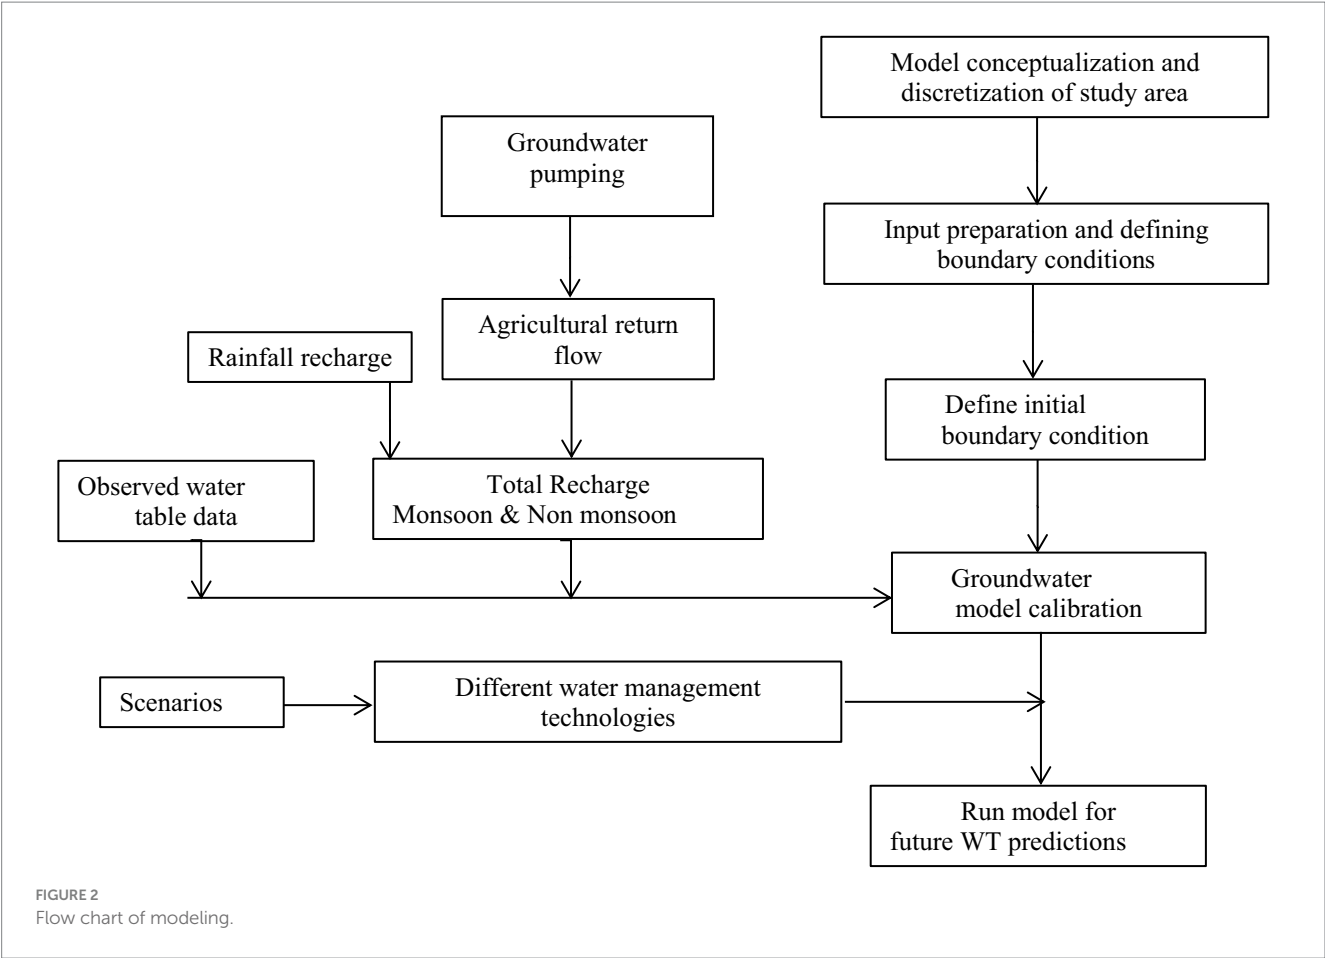 Model conceptualization and
discretization of study area
Groundwater
pumping
Input preparation and defining
boundary conditions
Agricultural return
flow
Rainfall recharge
Define initial
boundary condition
Observed water
table data
Total Recharge
Monsoon & Non monsoon
Groundwater
model calibration
Scenarios
Different water management
technologies
Run model for
future WT predictions
FIGURE 2
Flow chart of modeling.